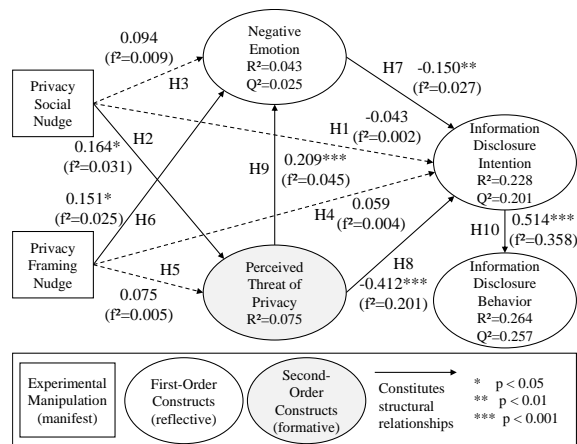 0.094
(f²=0.009)
Negative
Emotion
R²=0.043
Q²=0.025
H7
-0.150**
(f²=0.027)
Privacy
Social
Nudge
H3
H2
0.164*
(f²=0.031)
H1
-0.043
(f²=0.002)
Information
Disclosure
Intention
R²=0.228
Q²=0.201
H9
0.209***
(f²=0.045)
0.151*
(f²=0.025)
H6
H4
0.059
(f²=0.004)
Privacy
Framing
Nudge
H5
0.075
(f²=0.005)
Perceived
Threat of
Privacy
R²=0.075
H8
-0.412***
(f²=0.201)
H10
0.514***
(f²=0.358)
Information
Disclosure
Behavior
R²=0.264
Q²=0.257
Experimental
Manipulation
(manifest)
First-Order
Constructs
(reflective)
Second-
Order
Constructs
(formative)
Constitutes
structural
relationships
* p < 0.05
** p < 0.01
*** p < 0.001